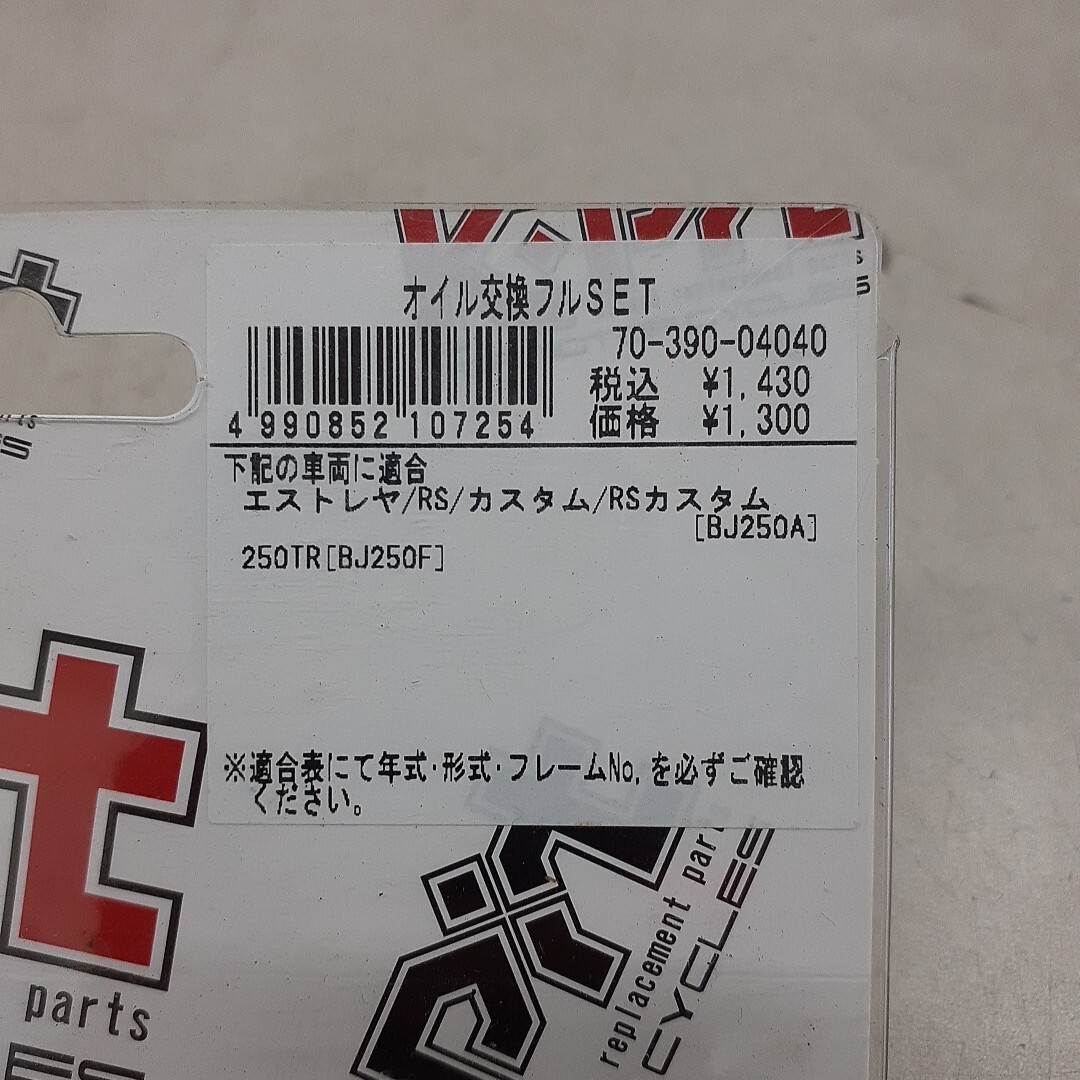 オイル交換フルSET
70-390-04040
税込 ¥1,430
価格 ¥1,300
4 990852 107254
下記の車両に適合
エストレヤ/RS/カスタム/RSカスタム
[BJ250A]
250TR[BJ250F]
※適合表にて年式・形式・フレームNo,を必ずご確認
ください。
parts
replacement part
CYCLES